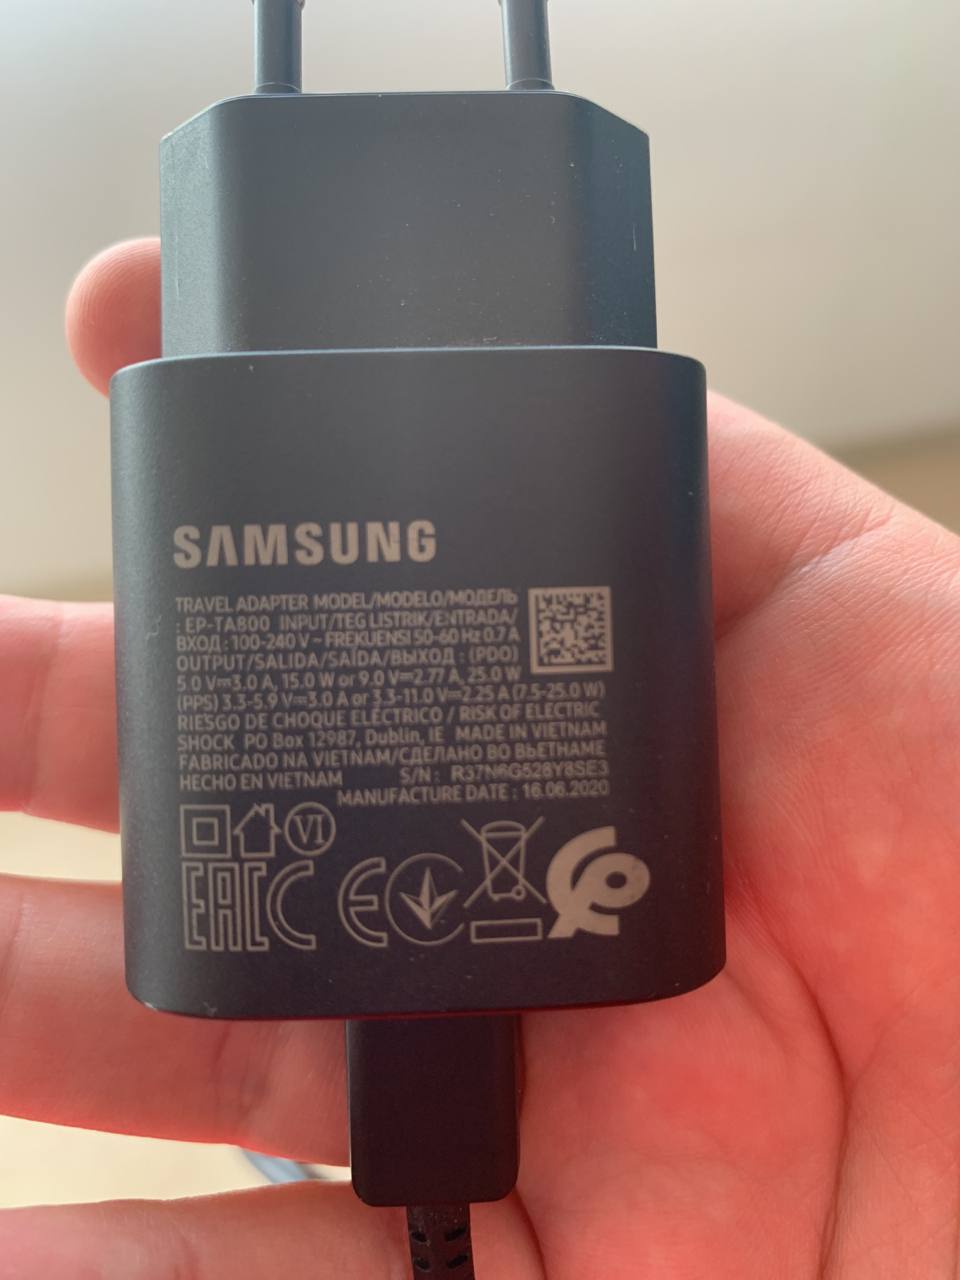 SAMSUNG
TRAVEL ADAPTER MODEL/MODELO/МОДЕЛЬ
: EP-TA800 INPUT/TEG LISTRIK/ENTRADA/
ВХОД : 100-240 V ~ FREKUENSI 50-60 Hz 0.7 A
OUTPUT/SALIDA/SAÍDA/ВЫХОД : (PDO)
5.0 V⎓3.0 A, 15.0 W or 9.0 V⎓2.77 A, 25.0 W
(PPS) 3.3-5.9 V⎓3.0 A or 3.3-11.0 V⎓2.25 A (7.5-25.0 W)
RIESGO DE CHOQUE ELÉCTRICO / RISK OF ELECTRIC
SHOCK PO Box 12987, Dublin, IE MADE IN VIETNAM
FABRICADO NA VIETNAM/СДЕЛАНО ВО ВЬЕТНАМЕ
HECHO EN VIETNAM S/N : R37N6G528Y8SE3
MANUFACTURE DATE : 16.06.2020
VI
EAC CE